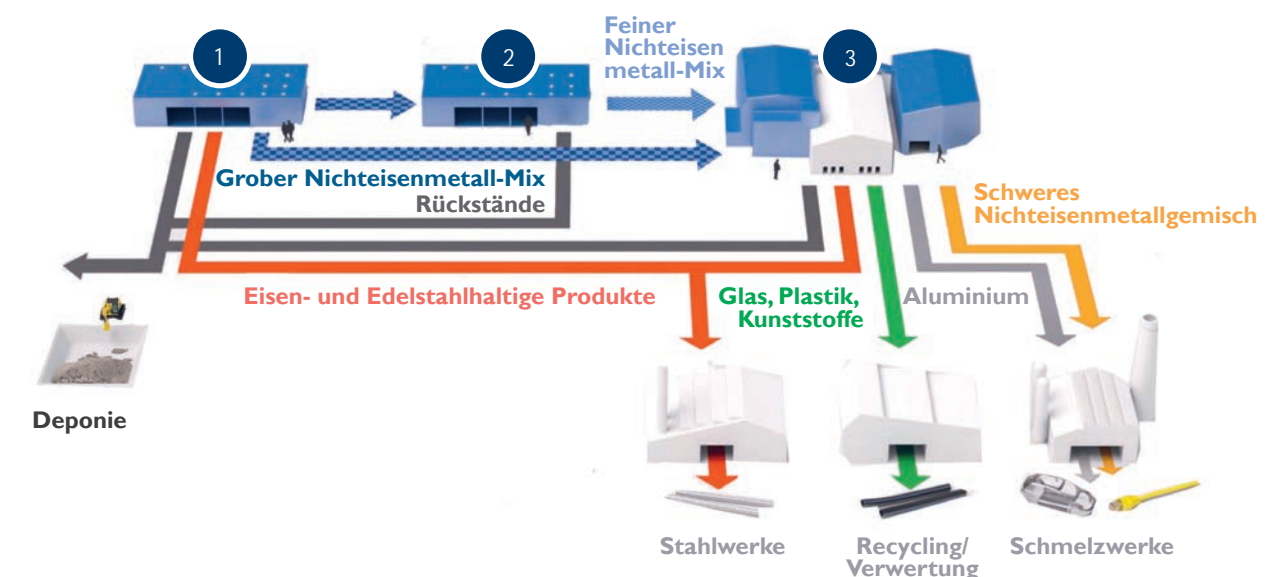 1
2
Feiner
Nichteisen
metall-Mix
3
Grober Nichteisenmetall-Mix
Rückstände
Schweres
Nichteisenmetallgemisch
Eisen- und Edelstahlhaltige Produkte
Glas, Plastik,
Kunststoffe
Aluminium
Deponie
Stahlwerke
Recycling/
Verwertung
Schmelzwerke